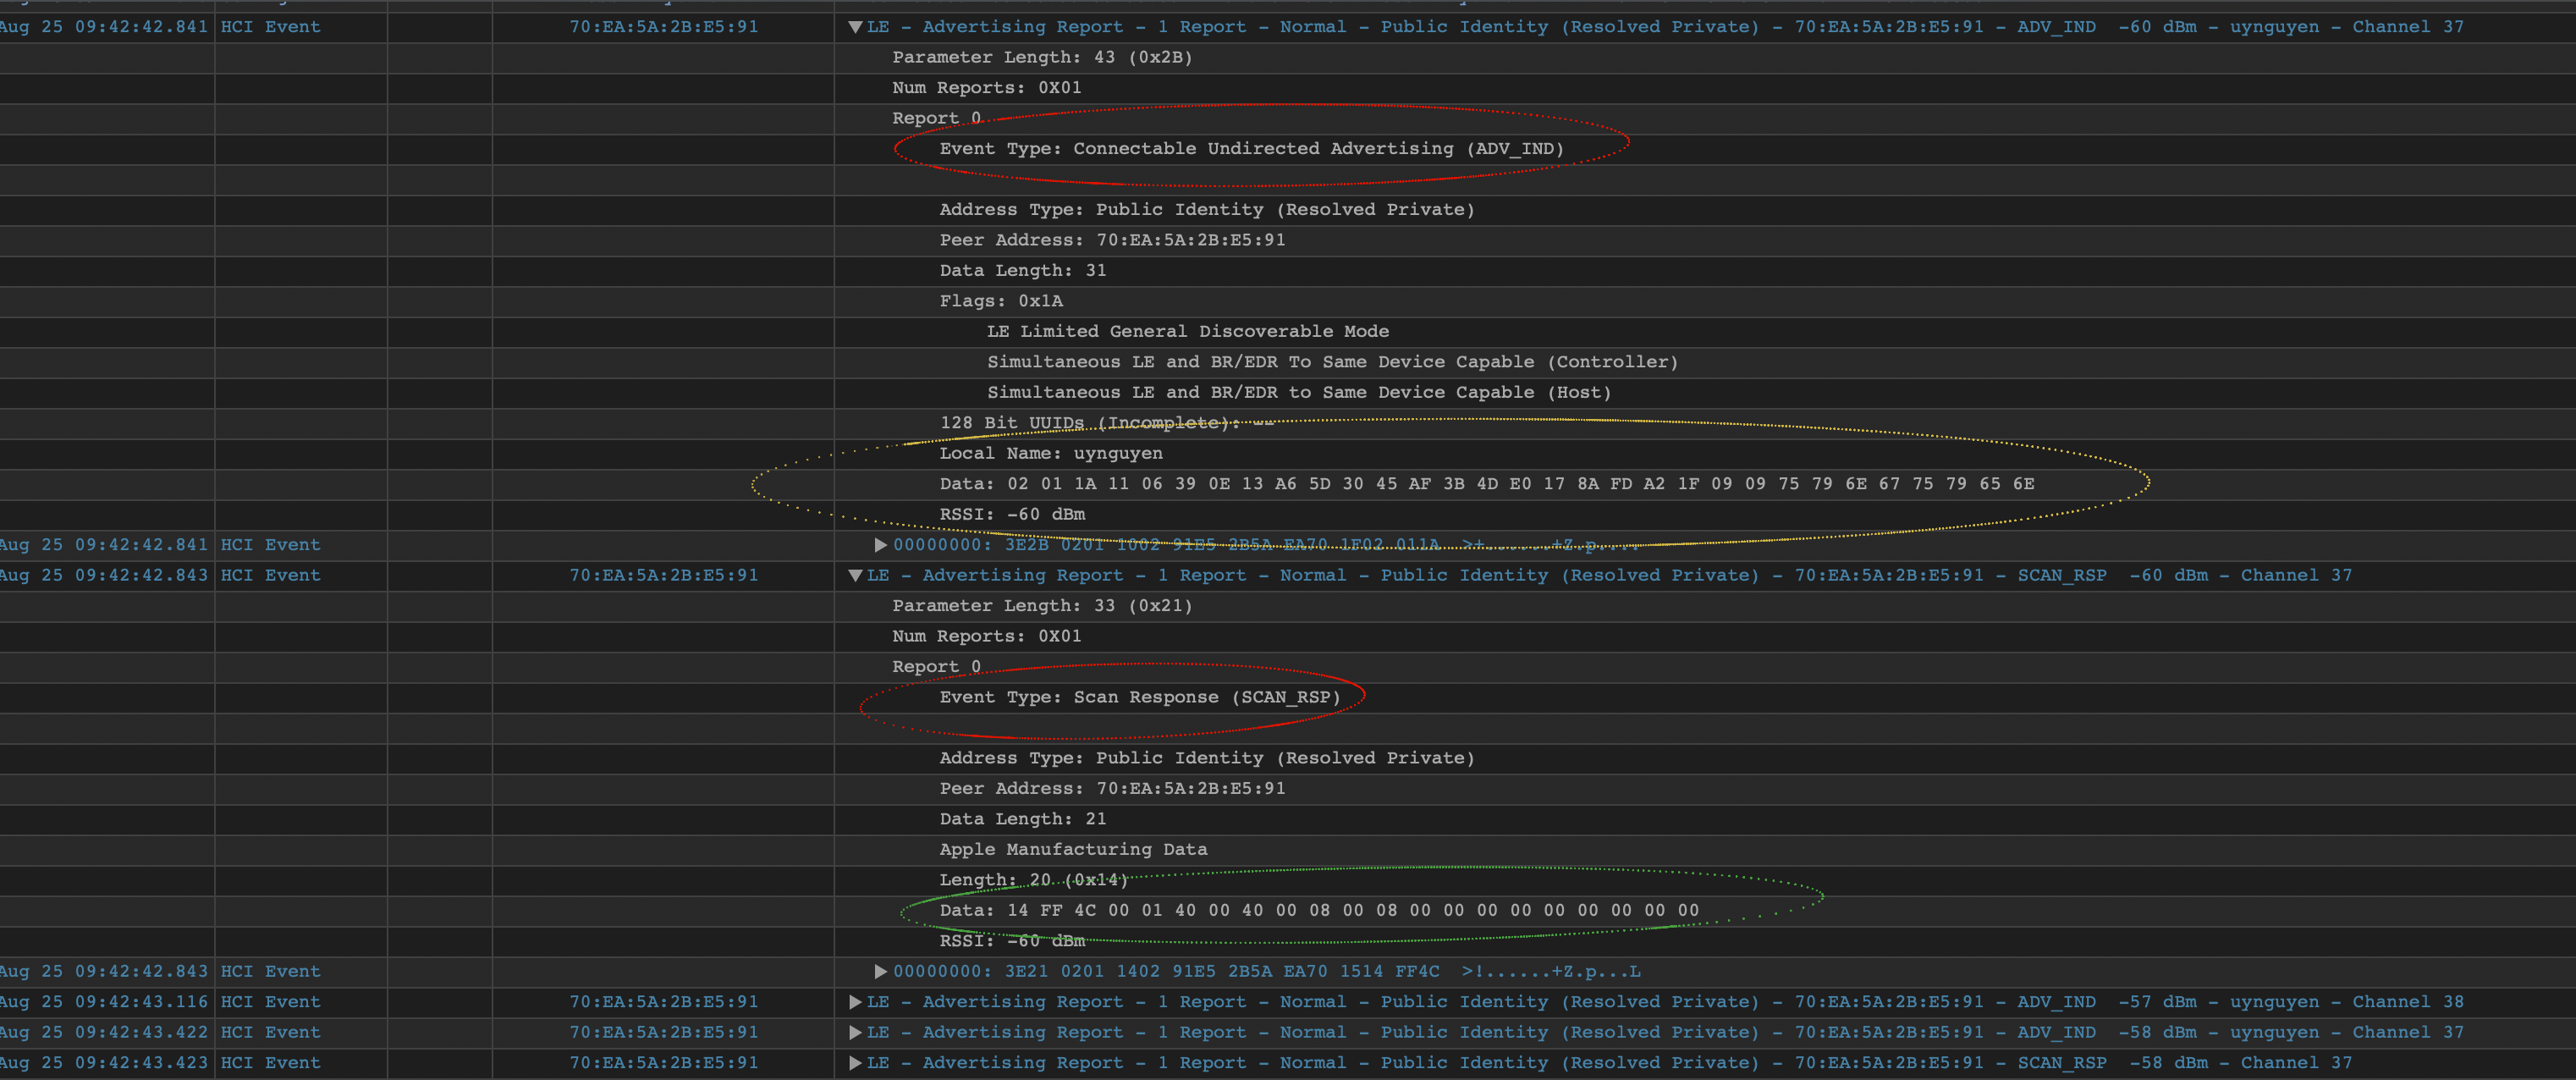 Aug 25 09:42:42.841 HCI Event 70:EA:5A:2B:E5:91 ▼LE - Advertising Report - 1 Report - Normal - Public Identity (Resolved Private) - 70:EA:5A:2B:E5:91 - ADV_IND -60 dBm - uynguyen - Channel 37
Parameter Length: 43 (0x2B)
Num Reports: 0X01
Report 0
Event Type: Connectable Undirected Advertising (ADV_IND)
Address Type: Public Identity (Resolved Private)
Peer Address: 70:EA:5A:2B:E5:91
Data Length: 31
Flags: 0x1A
LE Limited General Discoverable Mode
Simultaneous LE and BR/EDR To Same Device Capable (Controller)
Simultaneous LE and BR/EDR to Same Device Capable (Host)
128 Bit UUIDs (Incomplete): --
Local Name: uynguyen
Data: 02 01 1A 11 06 39 0E 13 A6 5D 30 45 AF 3B 4D E0 17 8A FD A2 1F 09 09 75 79 6E 67 75 79 65 6E
RSSI: -60 dBm
Aug 25 09:42:42.841 HCI Event ▶00000000: 3E2B 0201 1002 91E5 2B5A EA70 1F02 011A >+......+Z.p....
Aug 25 09:42:42.843 HCI Event 70:EA:5A:2B:E5:91 ▼LE - Advertising Report - 1 Report - Normal - Public Identity (Resolved Private) - 70:EA:5A:2B:E5:91 - SCAN_RSP -60 dBm - Channel 37
Parameter Length: 33 (0x21)
Num Reports: 0X01
Report 0
Event Type: Scan Response (SCAN_RSP)
Address Type: Public Identity (Resolved Private)
Peer Address: 70:EA:5A:2B:E5:91
Data Length: 21
Apple Manufacturing Data
Length: 20 (0x14)
Data: 14 FF 4C 00 01 40 00 40 00 08 00 08 00 00 00 00 00 00 00 00 00
RSSI: -60 dBm
Aug 25 09:42:42.843 HCI Event ▶00000000: 3E21 0201 1402 91E5 2B5A EA70 1514 FF4C >!......+Z.p...L
Aug 25 09:42:43.116 HCI Event 70:EA:5A:2B:E5:91 ▶LE - Advertising Report - 1 Report - Normal - Public Identity (Resolved Private) - 70:EA:5A:2B:E5:91 - ADV_IND -57 dBm - uynguyen - Channel 38
Aug 25 09:42:43.422 HCI Event 70:EA:5A:2B:E5:91 ▶LE - Advertising Report - 1 Report - Normal - Public Identity (Resolved Private) - 70:EA:5A:2B:E5:91 - ADV_IND -58 dBm - uynguyen - Channel 37
Aug 25 09:42:43.423 HCI Event 70:EA:5A:2B:E5:91 ▶LE - Advertising Report - 1 Report - Normal - Public Identity (Resolved Private) - 70:EA:5A:2B:E5:91 - SCAN_RSP -58 dBm - Channel 37